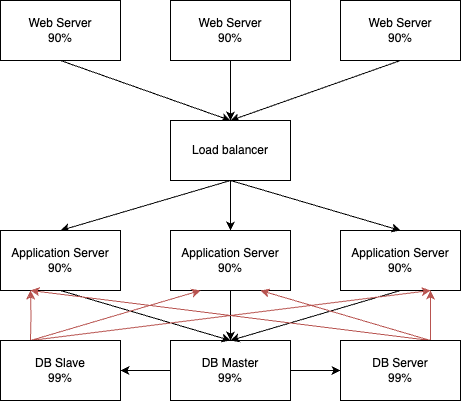 Web Server
90%
Web Server
90%
Web Server
90%
Load balancer
Application Server
90%
Application Server
90%
Application Server
90%
DB Slave
99%
DB Master
99%
DB Server
99%